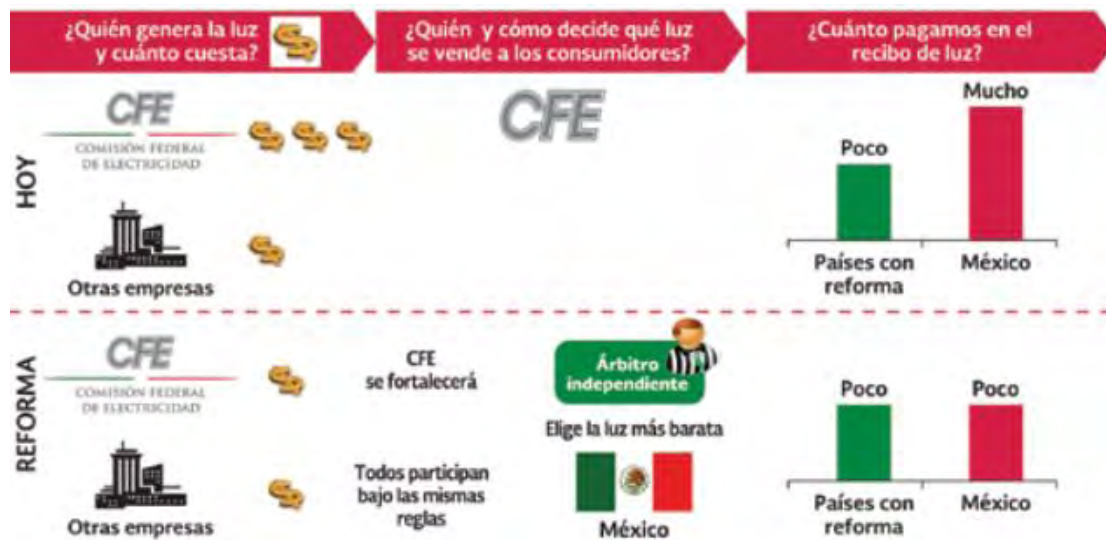 ¿Quién genera la luz
y cuánto cuesta?
¿Quién y cómo decide qué luz
se vende a los consumidores?
¿Cuánto pagamos en el
recibo de luz?
HOY
CFE
COMISIÓN FEDERAL
DE ELECTRICIDAD
Otras empresas
CFE
Mucho
Poco
Países con
reforma
México
REFORMA
CFE
COMISIÓN FEDERAL
DE ELECTRICIDAD
Otras empresas
CFE
se fortalecerá
Todos participan
bajo las mismas
reglas
Árbitro
independiente
Elige la luz más barata
México
Poco
Poco
Países con
reforma
México